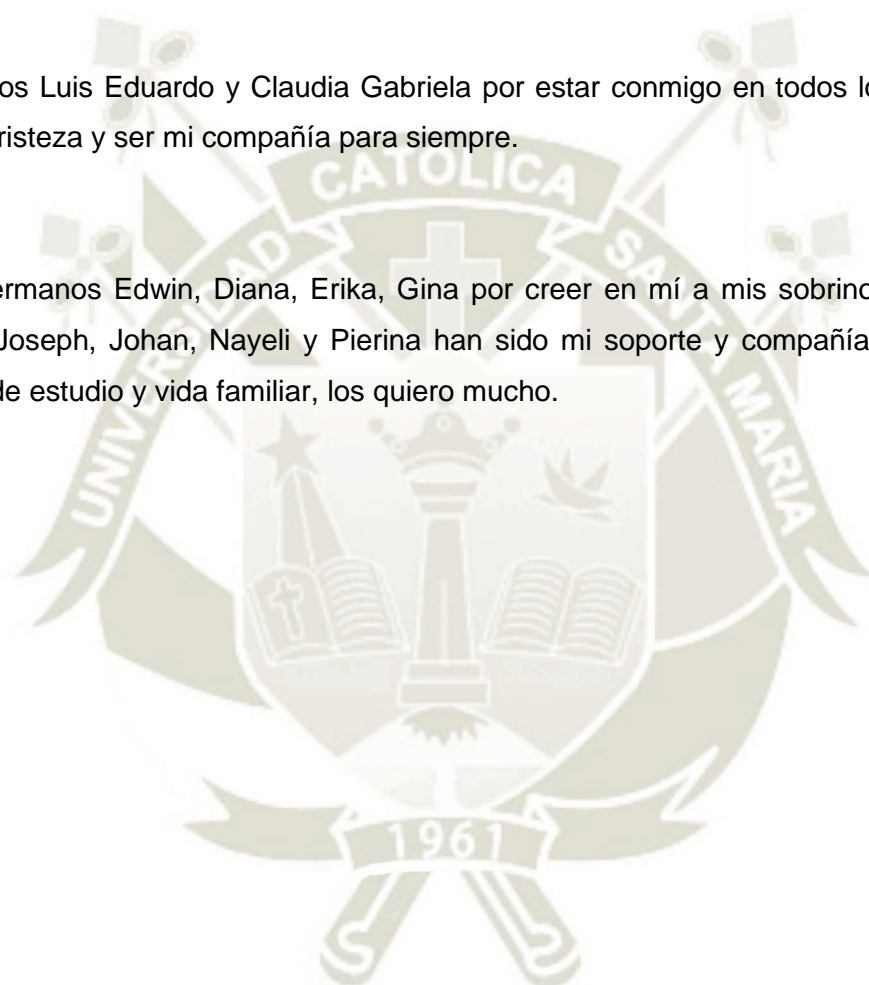 os Luis Eduardo y Claudia Gabriela por estar conmigo en todos lo
risteza y ser mi compañía para siempre.
ermanos Edwin, Diana, Erika, Gina por creer en mí a mis sobrino
Joseph, Johan, Nayeli y Pierina han sido mi soporte y compañía
de estudio y vida familiar, los quiero mucho.
UNIVERSIDAD CATOLICA SANTA MARIA
1961